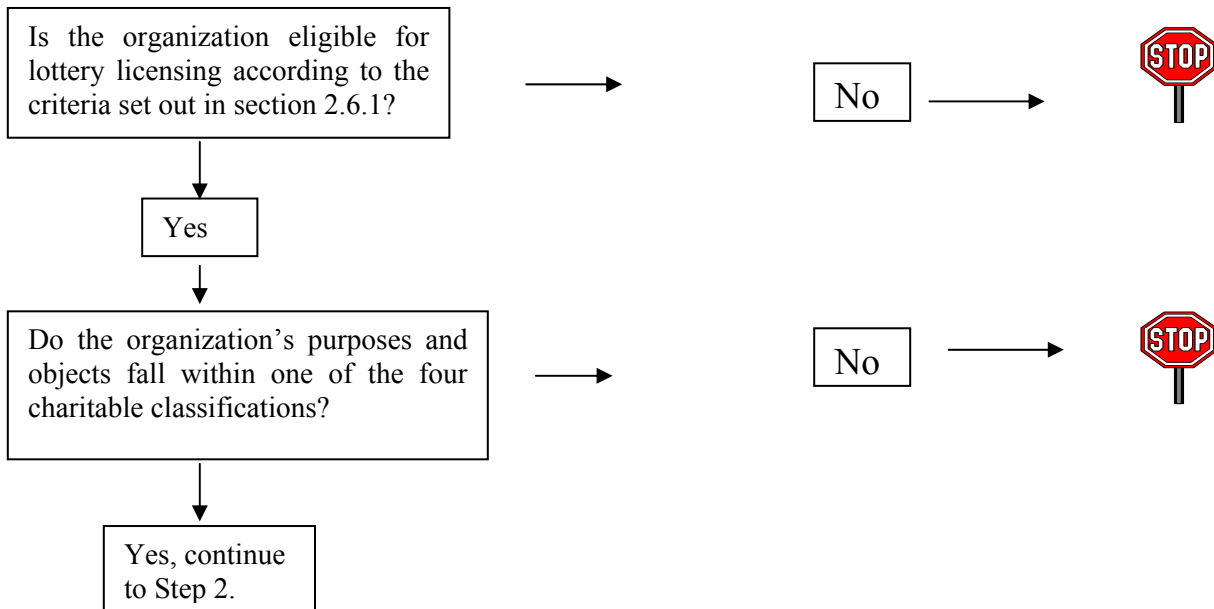 Is the organization eligible for
lottery licensing according to the
criteria set out in section 2.6.1?
No
STOP
Yes
Do the organization’s purposes and
objects fall within one of the four
charitable classifications?
No
STOP
Yes, continue
to Step 2.